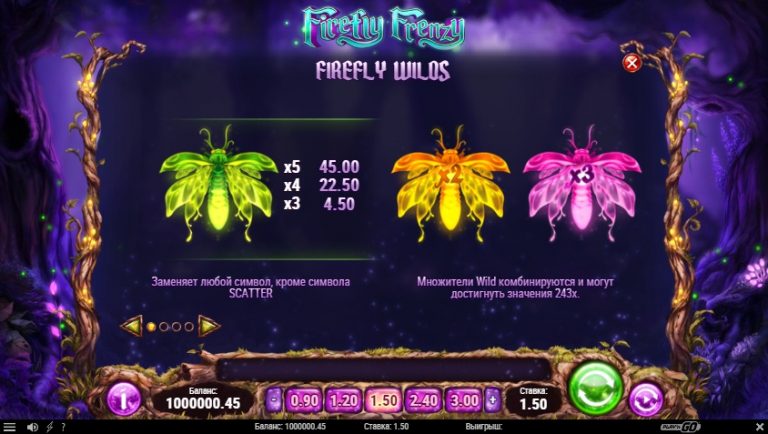 Firefly Frenzy
FIREFLY WILDS
x5 45.00
x4 22.50
x3 4.50
x2
x3
Заменяет любой символ, кроме символа
SCATTER
Множители Wild комбинируются и могут
достигнуть значения 243x.
Баланс:
1000000.45
- 0.90 1.20 1.50 2.40 3.00 +
Ставка:
1.50
Баланс: 1000000.45 Ставка: 1.50 Выигрыш:
PLAY'N GO